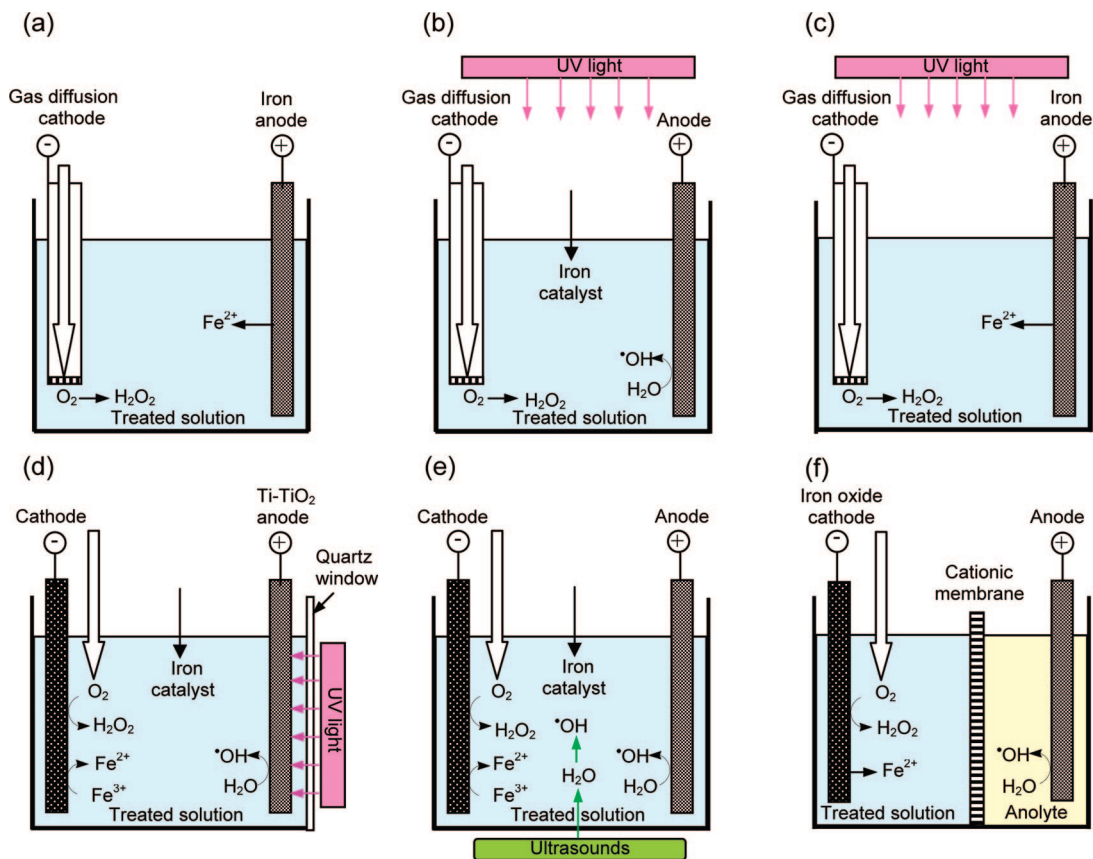 (a)
Gas diffusion
cathode
Iron
anode
-
+
Fe²⁺
O₂ → H₂O₂
Treated solution
(b)
UV light
Gas diffusion
cathode
Anode
-
+
Iron
catalyst
•OH
H₂O
O₂ → H₂O₂
Treated solution
(c)
UV light
Gas diffusion
cathode
Iron
anode
-
+
Fe²⁺
O₂ → H₂O₂
Treated solution
(d)
Cathode
Ti-TiO₂
anode
-
+
Quartz
window
Iron
catalyst
O₂
H₂O₂
Fe²⁺
Fe³⁺
•OH
H₂O
UV light
Treated solution
(e)
Cathode
Anode
-
+
Iron
catalyst
O₂
H₂O₂
Fe²⁺
Fe³⁺
•OH
H₂O
•OH
H₂O
Treated solution
Ultrasounds
(f)
Iron oxide
cathode
Anode
-
+
Cationic
membrane
O₂
H₂O₂
Fe²⁺
•OH
H₂O
Treated solution
Anolyte